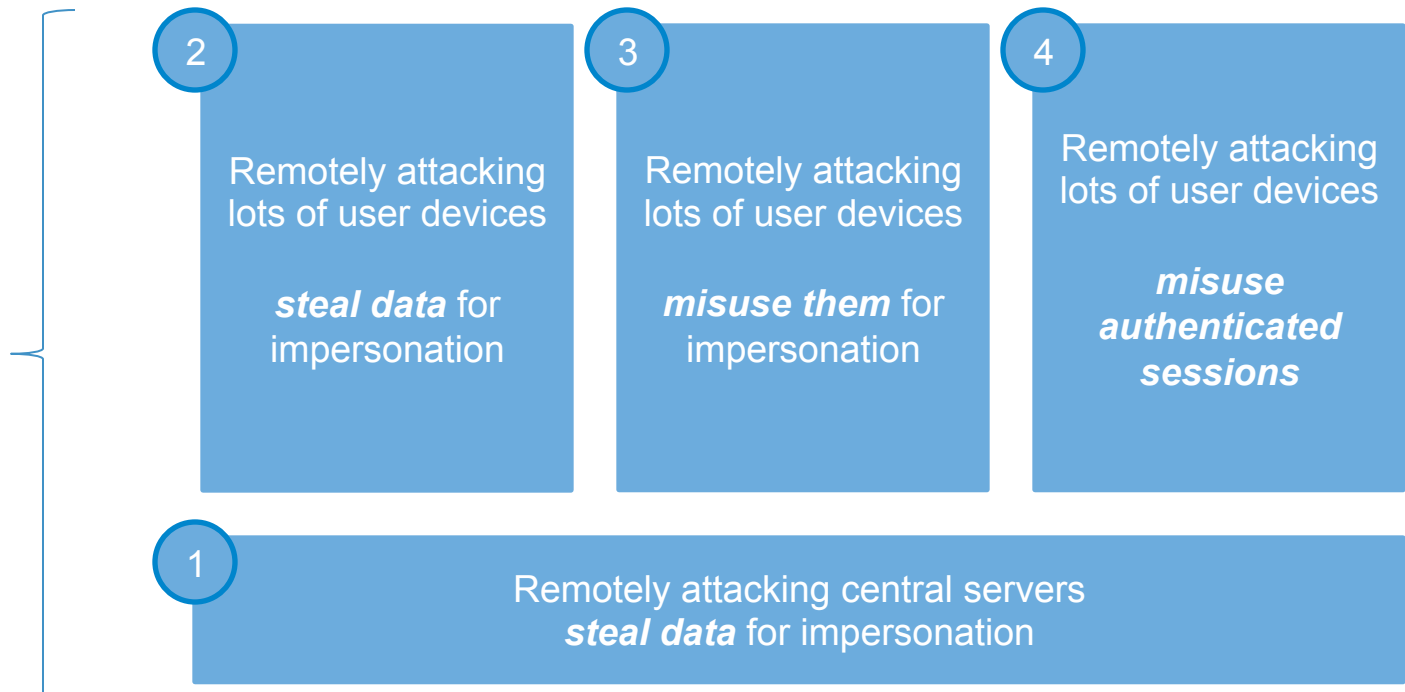 2
Remotely attacking
lots of user devices
steal data for
impersonation
3
Remotely attacking
lots of user devices
misuse them for
impersonation
4
Remotely attacking
lots of user devices
misuse
authenticated
sessions
1
Remotely attacking central servers
steal data for impersonation